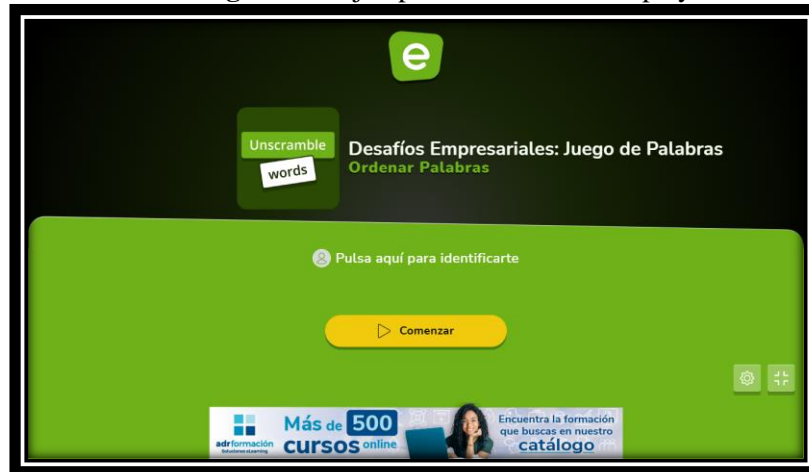 e
Unscramble
words
Desafíos Empresariales: Juego de Palabras
Ordenar Palabras
Pulsa aquí para identificarte
Comenzar
adrformación
Más de 500
cursos online
Encuentra la formación
que buscas en nuestro
catálogo